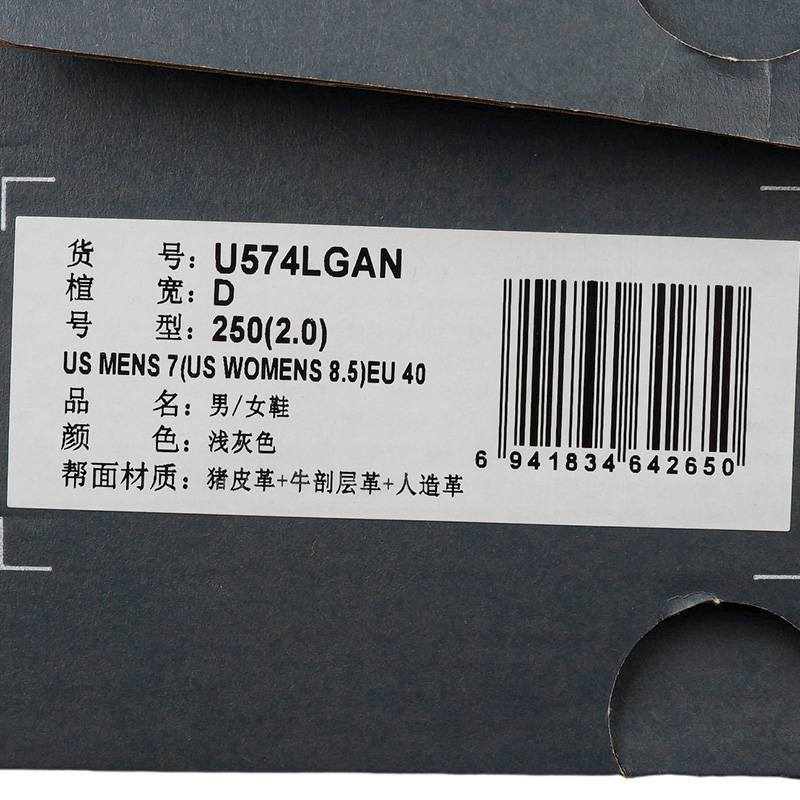 货 号：U574LGAN
楦 宽：D
号 型：250(2.0)
US MENS 7(US WOMENS 8.5)EU 40
品 名：男/女鞋
颜 色：浅灰色
帮面材质：猪皮革+牛剖层革+人造革
6 941834 642650